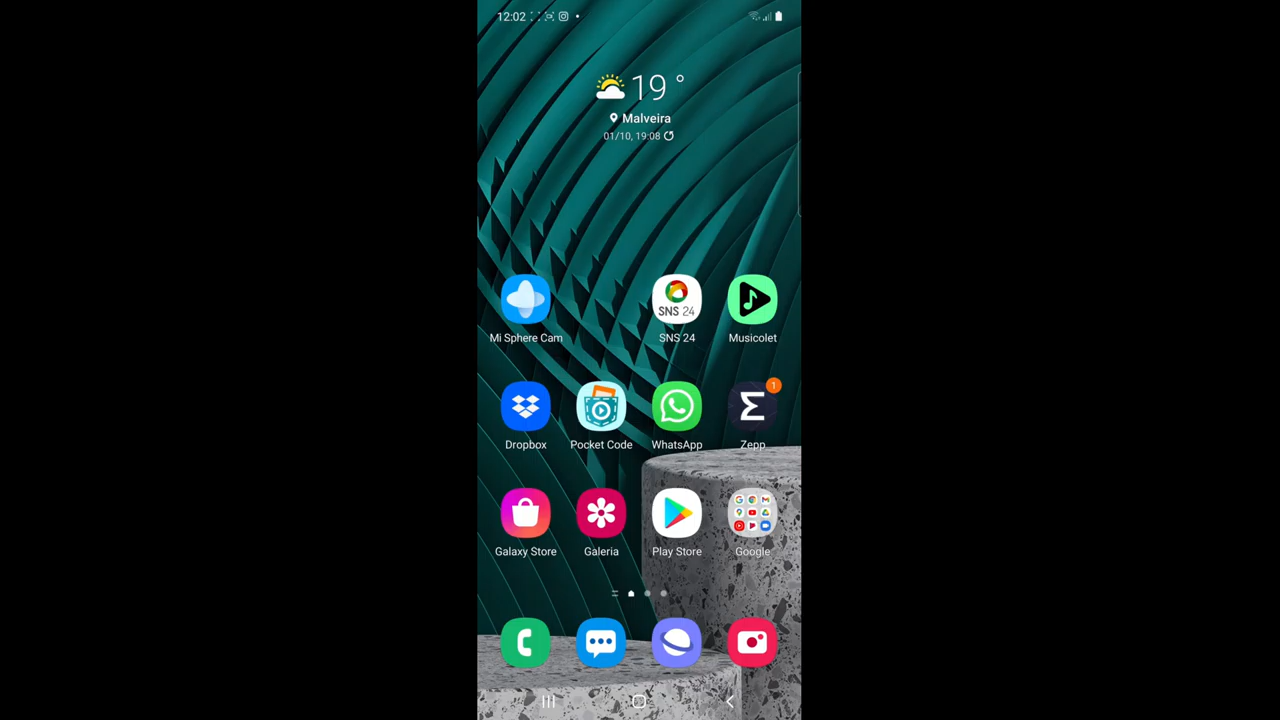 12:02
19 °
Malveira
01/10, 19:08
SNS 24
Mi Sphere Cam
SNS 24
Musicolet
1
Dropbox
Pocket Code
WhatsApp
Zepp
Galaxy Store
Galeria
Play Store
Google